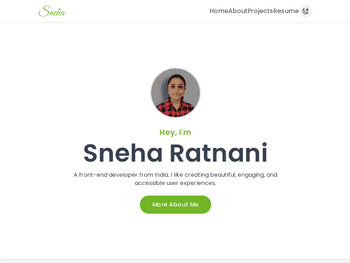 Sneha
Home About Projects Resume
Hey, I'm
Sneha Ratnani
A front-end developer from India. I like creating beautiful, engaging, and
accessible user experiences.
More About Me